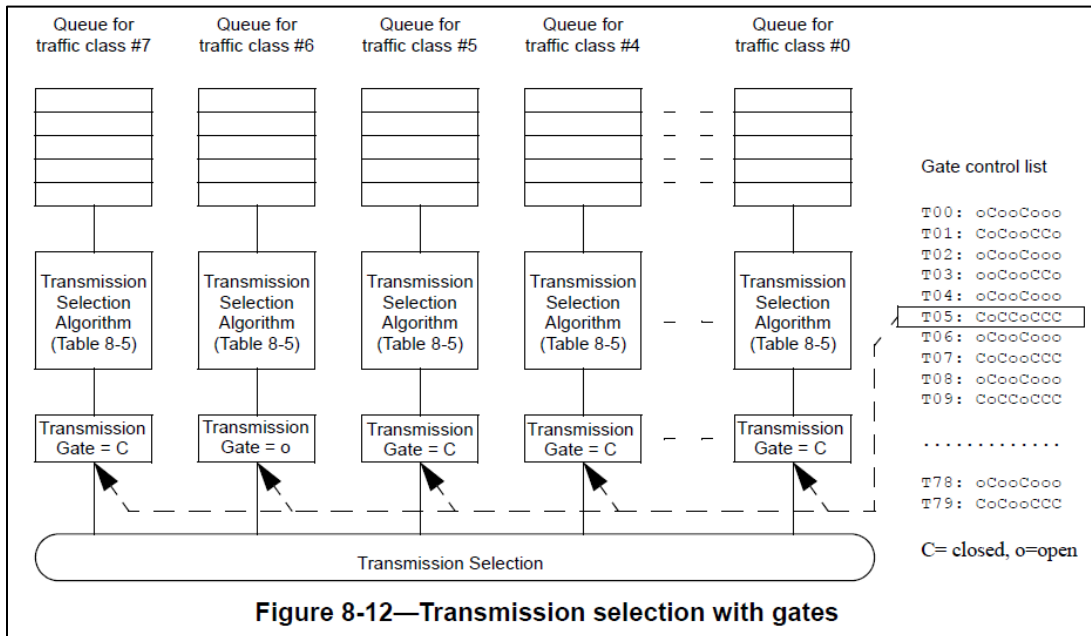 Queue for traffic class #7
Queue for traffic class #6
Queue for traffic class #5
Queue for traffic class #4
Queue for traffic class #0
Gate control list
T00: oCooCooo
T01: CoCooCCo
T02: oCooCooo
T03: ooCooCCo
T04: oCooCooo
T05: CoCCoCCC
T06: oCooCooo
T07: CoCooCCC
T08: oCooCooo
T09: CoCCoCCC
.............
T78: oCooCooo
T79: CoCooCCC
C= closed, o=open
Transmission Selection Algorithm (Table 8-5)
Transmission Selection Algorithm (Table 8-5)
Transmission Selection Algorithm (Table 8-5)
Transmission Selection Algorithm (Table 8-5)
Transmission Selection Algorithm (Table 8-5)
Transmission Gate = C
Transmission Gate = o
Transmission Gate = C
Transmission Gate = C
Transmission Gate = C
Transmission Selection
Figure 8-12—Transmission selection with gates